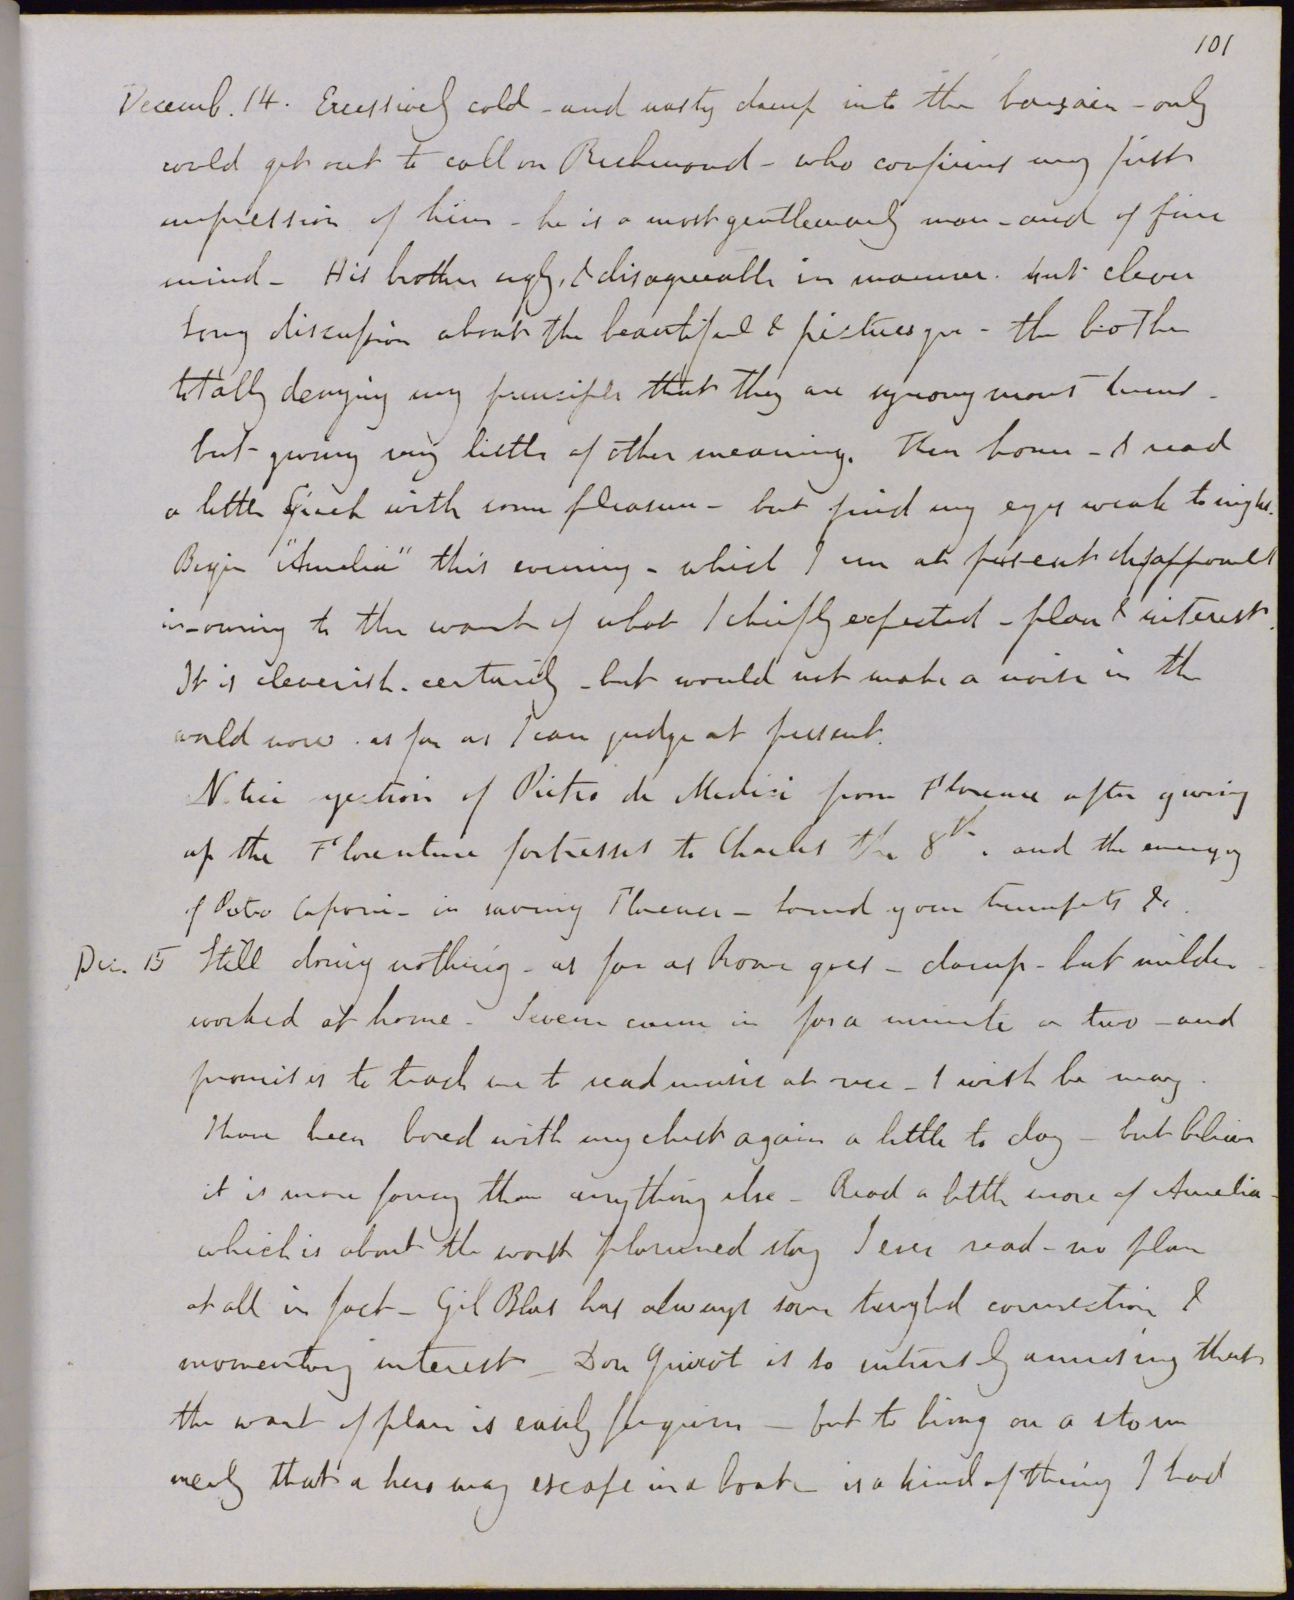 101
Decemb. 14. Excessively cold - and nasty damp into the bargain - only
could get out to call on Richmond - who confirms my first
impression of him - he is a most gentlemanly man - and of fine
mind - His brother ugly, & disagreeable in manner. but clever
Long discussion about the beautiful & picturesque - the brother
totally denying my principle that they are synonymous terms -
but giving very little of other meaning. Then home - I read
a little Greek with some pleasure - but find my eyes weak tonight.
Begin "Amelia" this evening - which I am at present disappointed
in - owing to the want of what I chiefly expected - plan & interest.
It is cleverish. certainly - but would not make a noise in the
world now. as far as I can judge at present.
Notice ejection of Pietro de Medici from Florence after giving
up the Florentine fortresses to Charles the 8th. and the energy
of Pietro Capponi - in saving Florence - sound your trumpets &c.
Dec. 15 Still doing nothing - as far as Rome goes - damp - but milder -
worked at home - Severn came in for a minute or two - and
promises to teach me to read music at once - I wish he may.
I have been bored with my chest again a little to day - but believe
it is more fancy than anything else - Read a little more of Amelia -
which is about the worst planned story I ever read - no plan
at all in fact - Gil Blas has always some tangled connection &
momentary interest - Don Quixot is so intensely amusing that
the want of plan is easily forgiven - but to bring on a storm
merely that a hero may escape in a boat - is a kind of thing I had